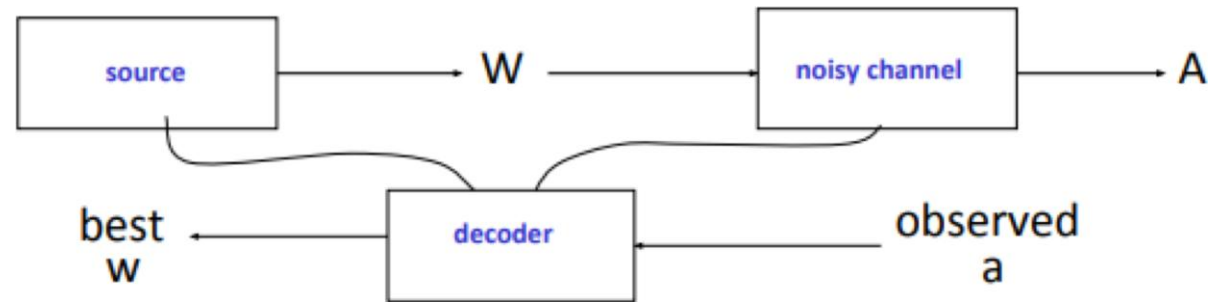 source
W
noisy channel
A
best
w
decoder
observed
a